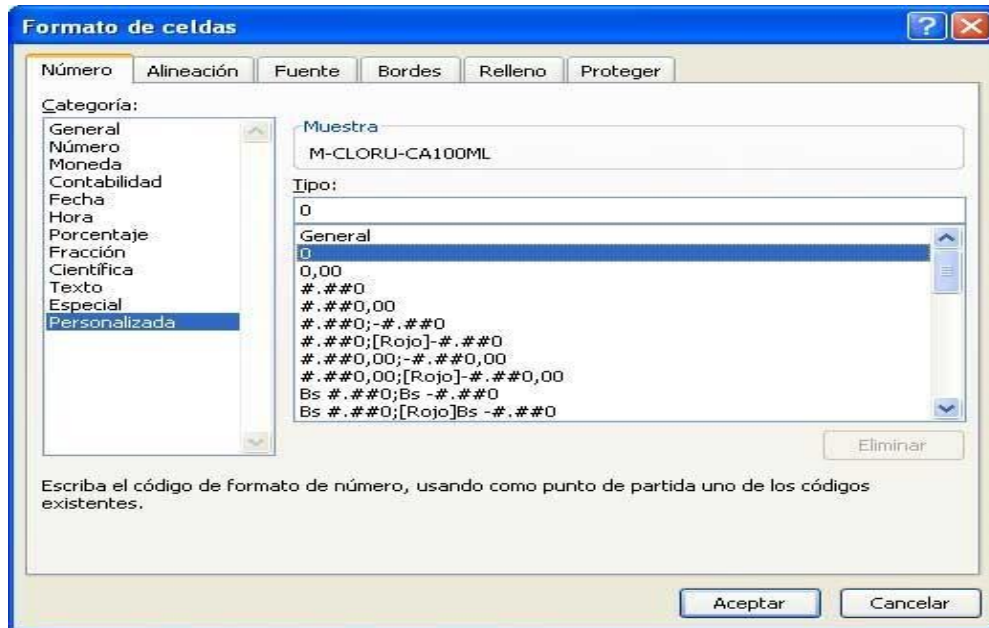 Formato de celdas
Número Alineación Fuente Bordes Relleno Proteger
Categoría:
General
Número
Moneda
Contabilidad
Fecha
Hora
Porcentaje
Fracción
Científica
Texto
Especial
Personalizada
Muestra
M-CLORU-CA100ML
Tipo:
0
General
0
0,00
#.##0
#.##0,00
#.##0;-#.##0
#.##0;[Rojo]-#.##0
#.##0,00;-#.##0,00
#.##0,00;[Rojo]-#.##0,00
Bs #.##0;Bs -#.##0
Bs #.##0;[Rojo]Bs -#.##0
Eliminar
Escriba el código de formato de número, usando como punto de partida uno de los códigos
existentes.
Aceptar Cancelar